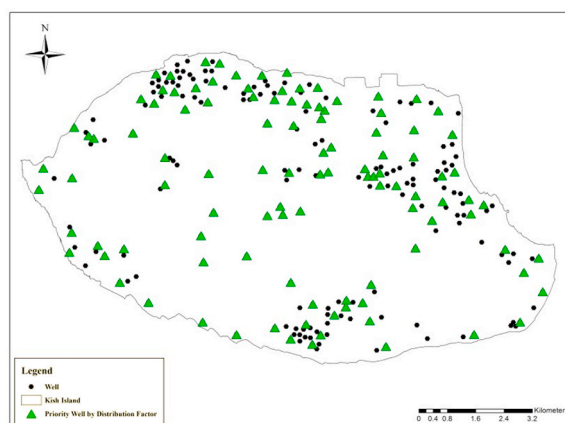 N
Legend
Well
Kish Island
Priority Well by Distribution Factor
Kilometers
0 0.4 0.8 1.6 2.4 3.2